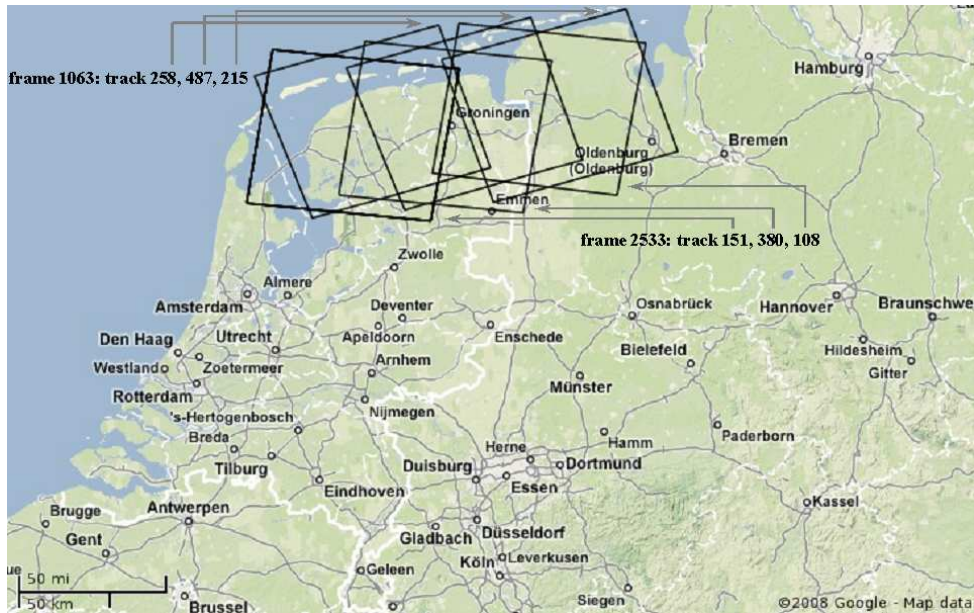 frame 1063: track 258, 487, 215
Hamburg
Groningen
Bremen
Oldenburg
(Oldenburg)
Emmen
frame 2533: track 151, 380, 108
Zwolle
Almere
Amsterdam
Hannover
Braunschwe
Deventer
Osnabrück
Apeldoorn
Enschede
Den Haag
Utrecht
Hildesheim
Bielefeld
Westlando
Zoetermeer
Arnhem
Gitter
Münster
Rotterdam
Nijmegen
's-Hertogenbosch
Breda
Hamm
Paderborn
Herne
Tilburg
Duisburg
Dortmund
Essen
Eindhoven
Kassel
Brugge
Antwerpen
Gent
Düsseldorf
Gladbach
Leverkusen
Köln
Geleen
ue
50 mi
50 km
Brussel
Siegen
©2008 Google - Map data